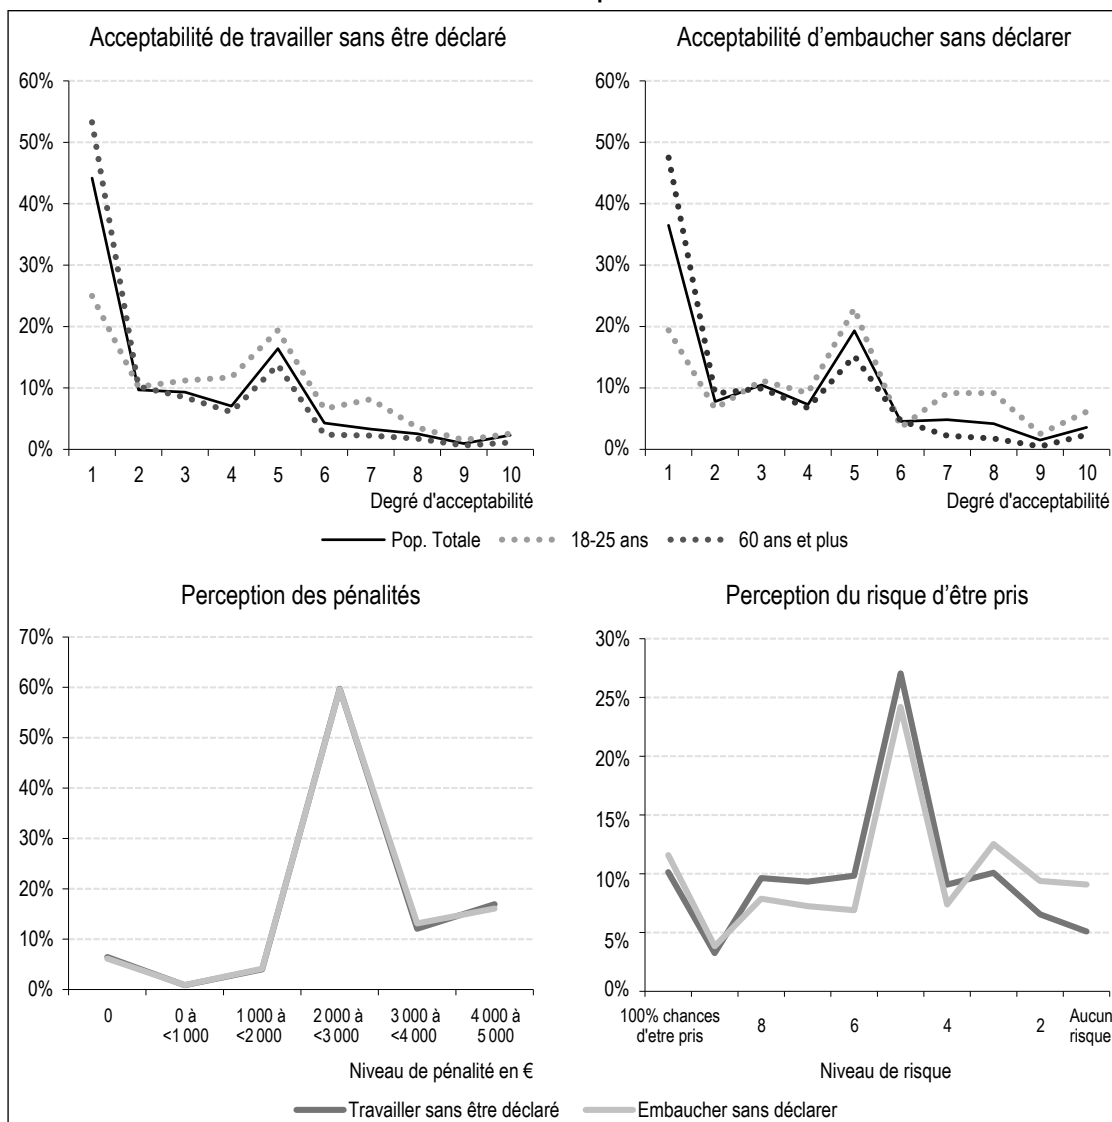 Acceptabilité de travailler sans être déclaré
60%
50%
40%
30%
20%
10%
0%
1 2 3 4 5 6 7 8 9 10
Degré d'acceptabilité
Acceptabilité d'embaucher sans déclarer
60%
50%
40%
30%
20%
10%
0%
1 2 3 4 5 6 7 8 9 10
Degré d'acceptabilité
Pop. Totale 18-25 ans 60 ans et plus
Perception des pénalités
70%
60%
50%
40%
30%
20%
10%
0%
0 0 à 1 000 à 2 000 à 3 000 à 4 000 à
<1 000 <2 000 <3 000 <4 000 5 000
Niveau de pénalité en €
Perception du risque d'être pris
30%
25%
20%
15%
10%
5%
0%
100% chances 8 6 4 2 Aucun
d'etre pris risque
Niveau de risque
Travailler sans être déclaré Embaucher sans déclarer